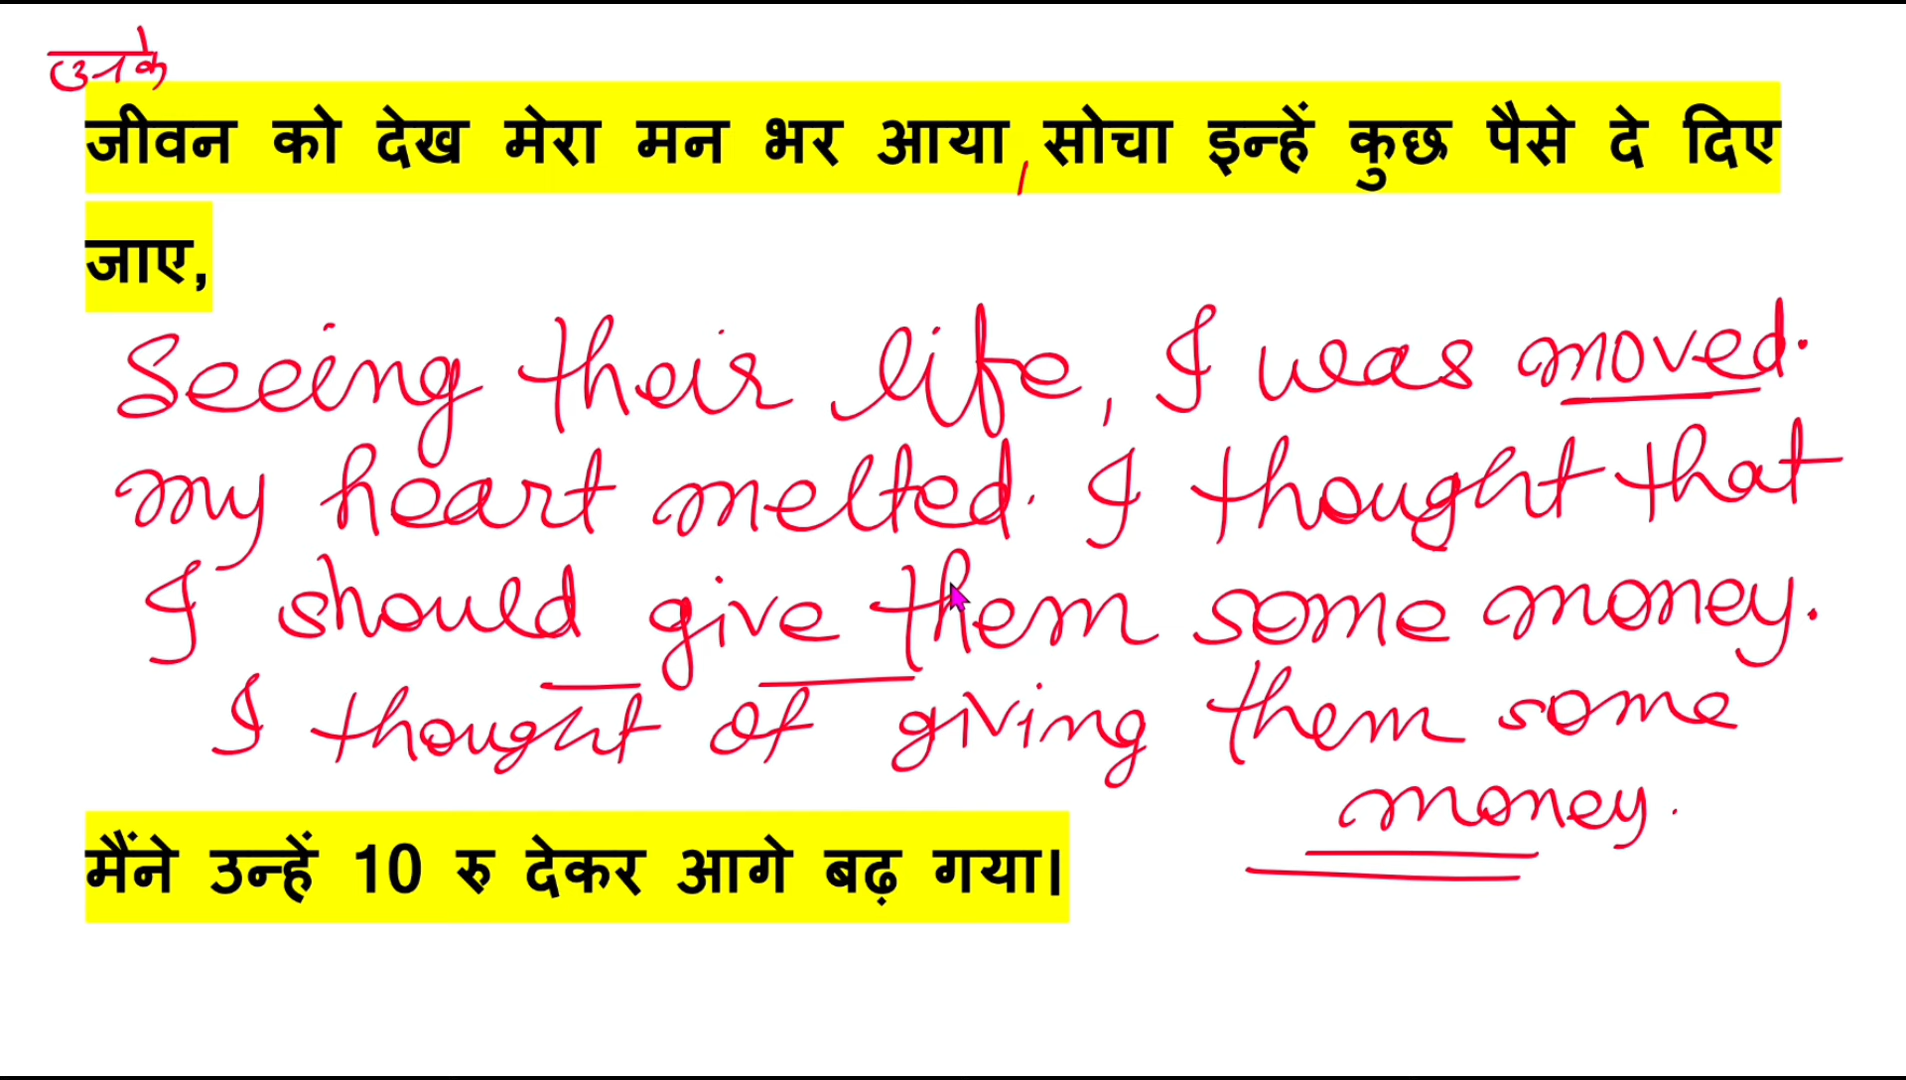 उनके
जीवन को देख मेरा मन भर आया, सोचा इन्हें कुछ पैसे दे दिए
जाए,
Seeing their life, I was moved.
my heart melted. I thought that
I should give them some money.
I thought of giving them some
money.
मैंने उन्हें 10 रु देकर आगे बढ़ गया।